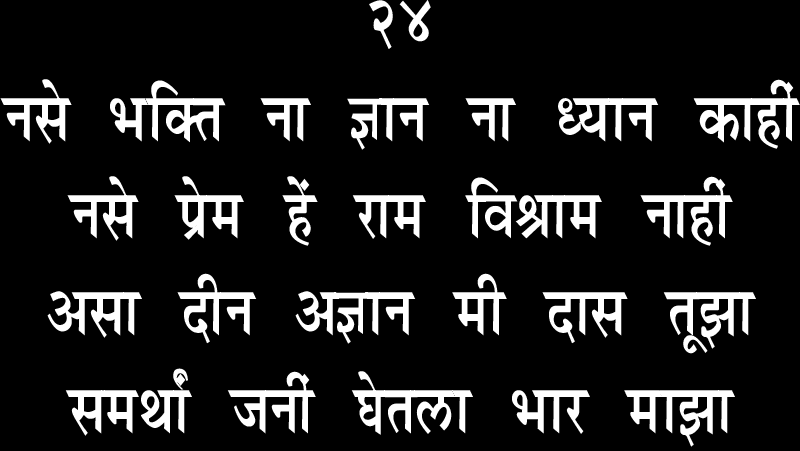 २४
नसे भक्ति ना ज्ञान ना ध्यान काहीं
नसे प्रेम हें राम विश्राम नाहीं
असा दीन अज्ञान मी दास तूझा
समर्थां जनीं घेतला भार माझा